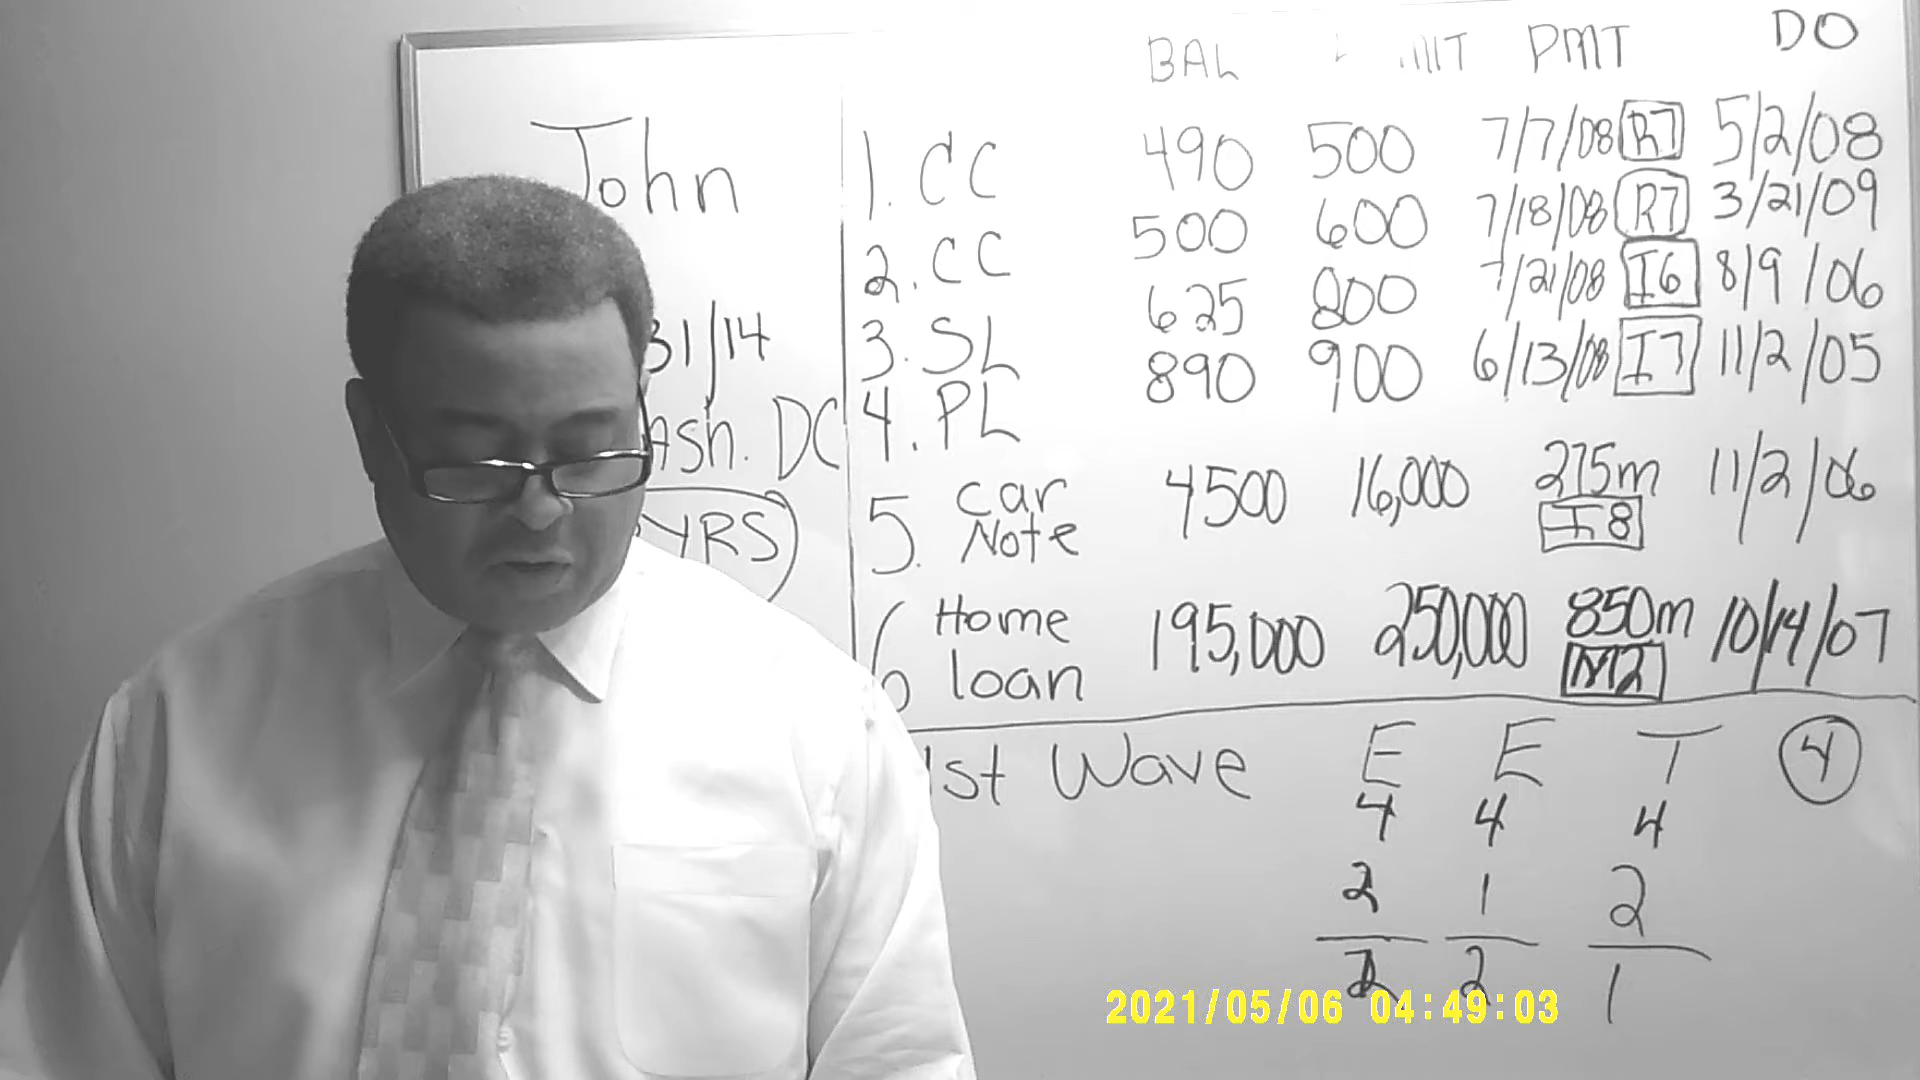 BAL MIT PMT DO
John
31/14
Ash. DC
YRS
1. CC 490 500 7/7/08 R7 5/2/08
2. CC 500 600 7/18/08 R7 3/21/09
3. SL 625 800 7/21/08 I6 8/9/06
4. PL 890 900 6/13/08 I7 11/2/05
5. car Note 4500 16,000 275m I8 11/2/06
6 Home loan 195,000 250,000 850m M2 10/14/07
1st Wave E E T 4
4 4 4
2 1 2
2 2 1
2021/05/06 04:49:03